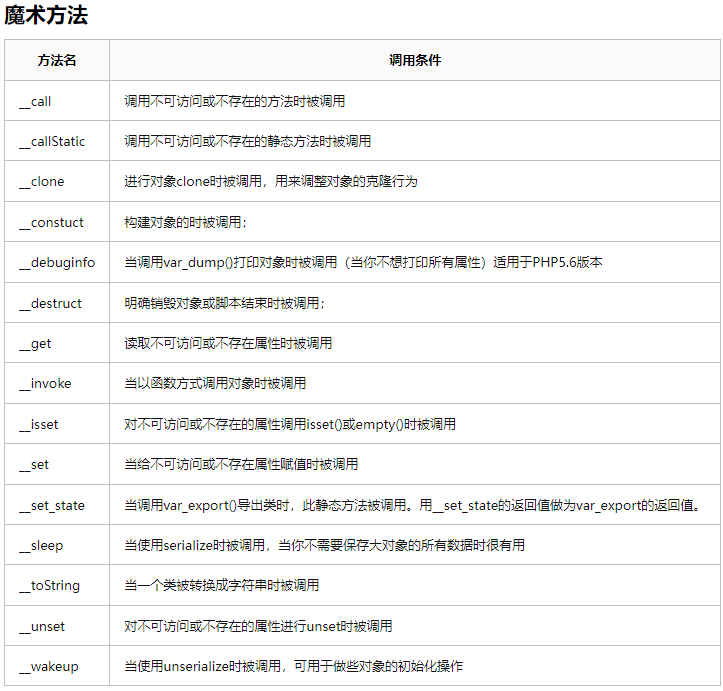 魔术方法
方法名 调用条件
__call 调用不可访问或不存在的方法时被调用
__callStatic 调用不可访问或不存在的静态方法时被调用
__clone 进行对象clone时被调用，用来调整对象的克隆行为
__constuct 构建对象的时被调用；
__debuginfo 当调用var_dump()打印对象时被调用（当你不想打印所有属性）适用于PHP5.6版本
__destruct 明确销毁对象或脚本结束时被调用；
__get 读取不可访问或不存在属性时被调用
__invoke 当以函数方式调用对象时被调用
__isset 对不可访问或不存在的属性调用isset()或empty()时被调用
__set 当给不可访问或不存在属性赋值时被调用
__set_state 当调用var_export()导出类时，此静态方法被调用。用__set_state的返回值做为var_export的返回值。
__sleep 当使用serialize时被调用，当你不需要保存大对象的所有数据时很有用
__toString 当一个类被转换成字符串时被调用
__unset 对不可访问或不存在的属性进行unset时被调用
__wakeup 当使用unserialize时被调用，可用于做些对象的初始化操作